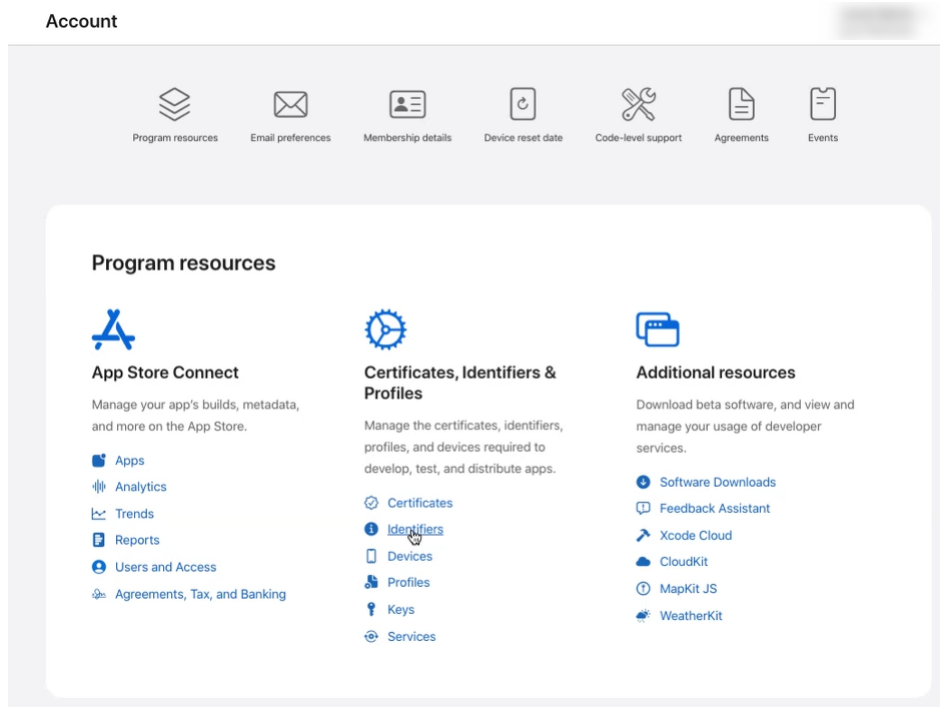 Account
Program resources
Email preferences
Membership details
Device reset date
Code-level support
Agreements
Events
Program resources
App Store Connect
Manage your app's builds, metadata,
and more on the App Store.
Apps
Analytics
Trends
Reports
Users and Access
Agreements, Tax, and Banking
Certificates, Identifiers &
Profiles
Manage the certificates, identifiers,
profiles, and devices required to
develop, test, and distribute apps.
Certificates
Identifiers
Devices
Profiles
Keys
Services
Additional resources
Download beta software, and view and
manage your usage of developer
services.
Software Downloads
Feedback Assistant
Xcode Cloud
CloudKit
MapKit JS
WeatherKit